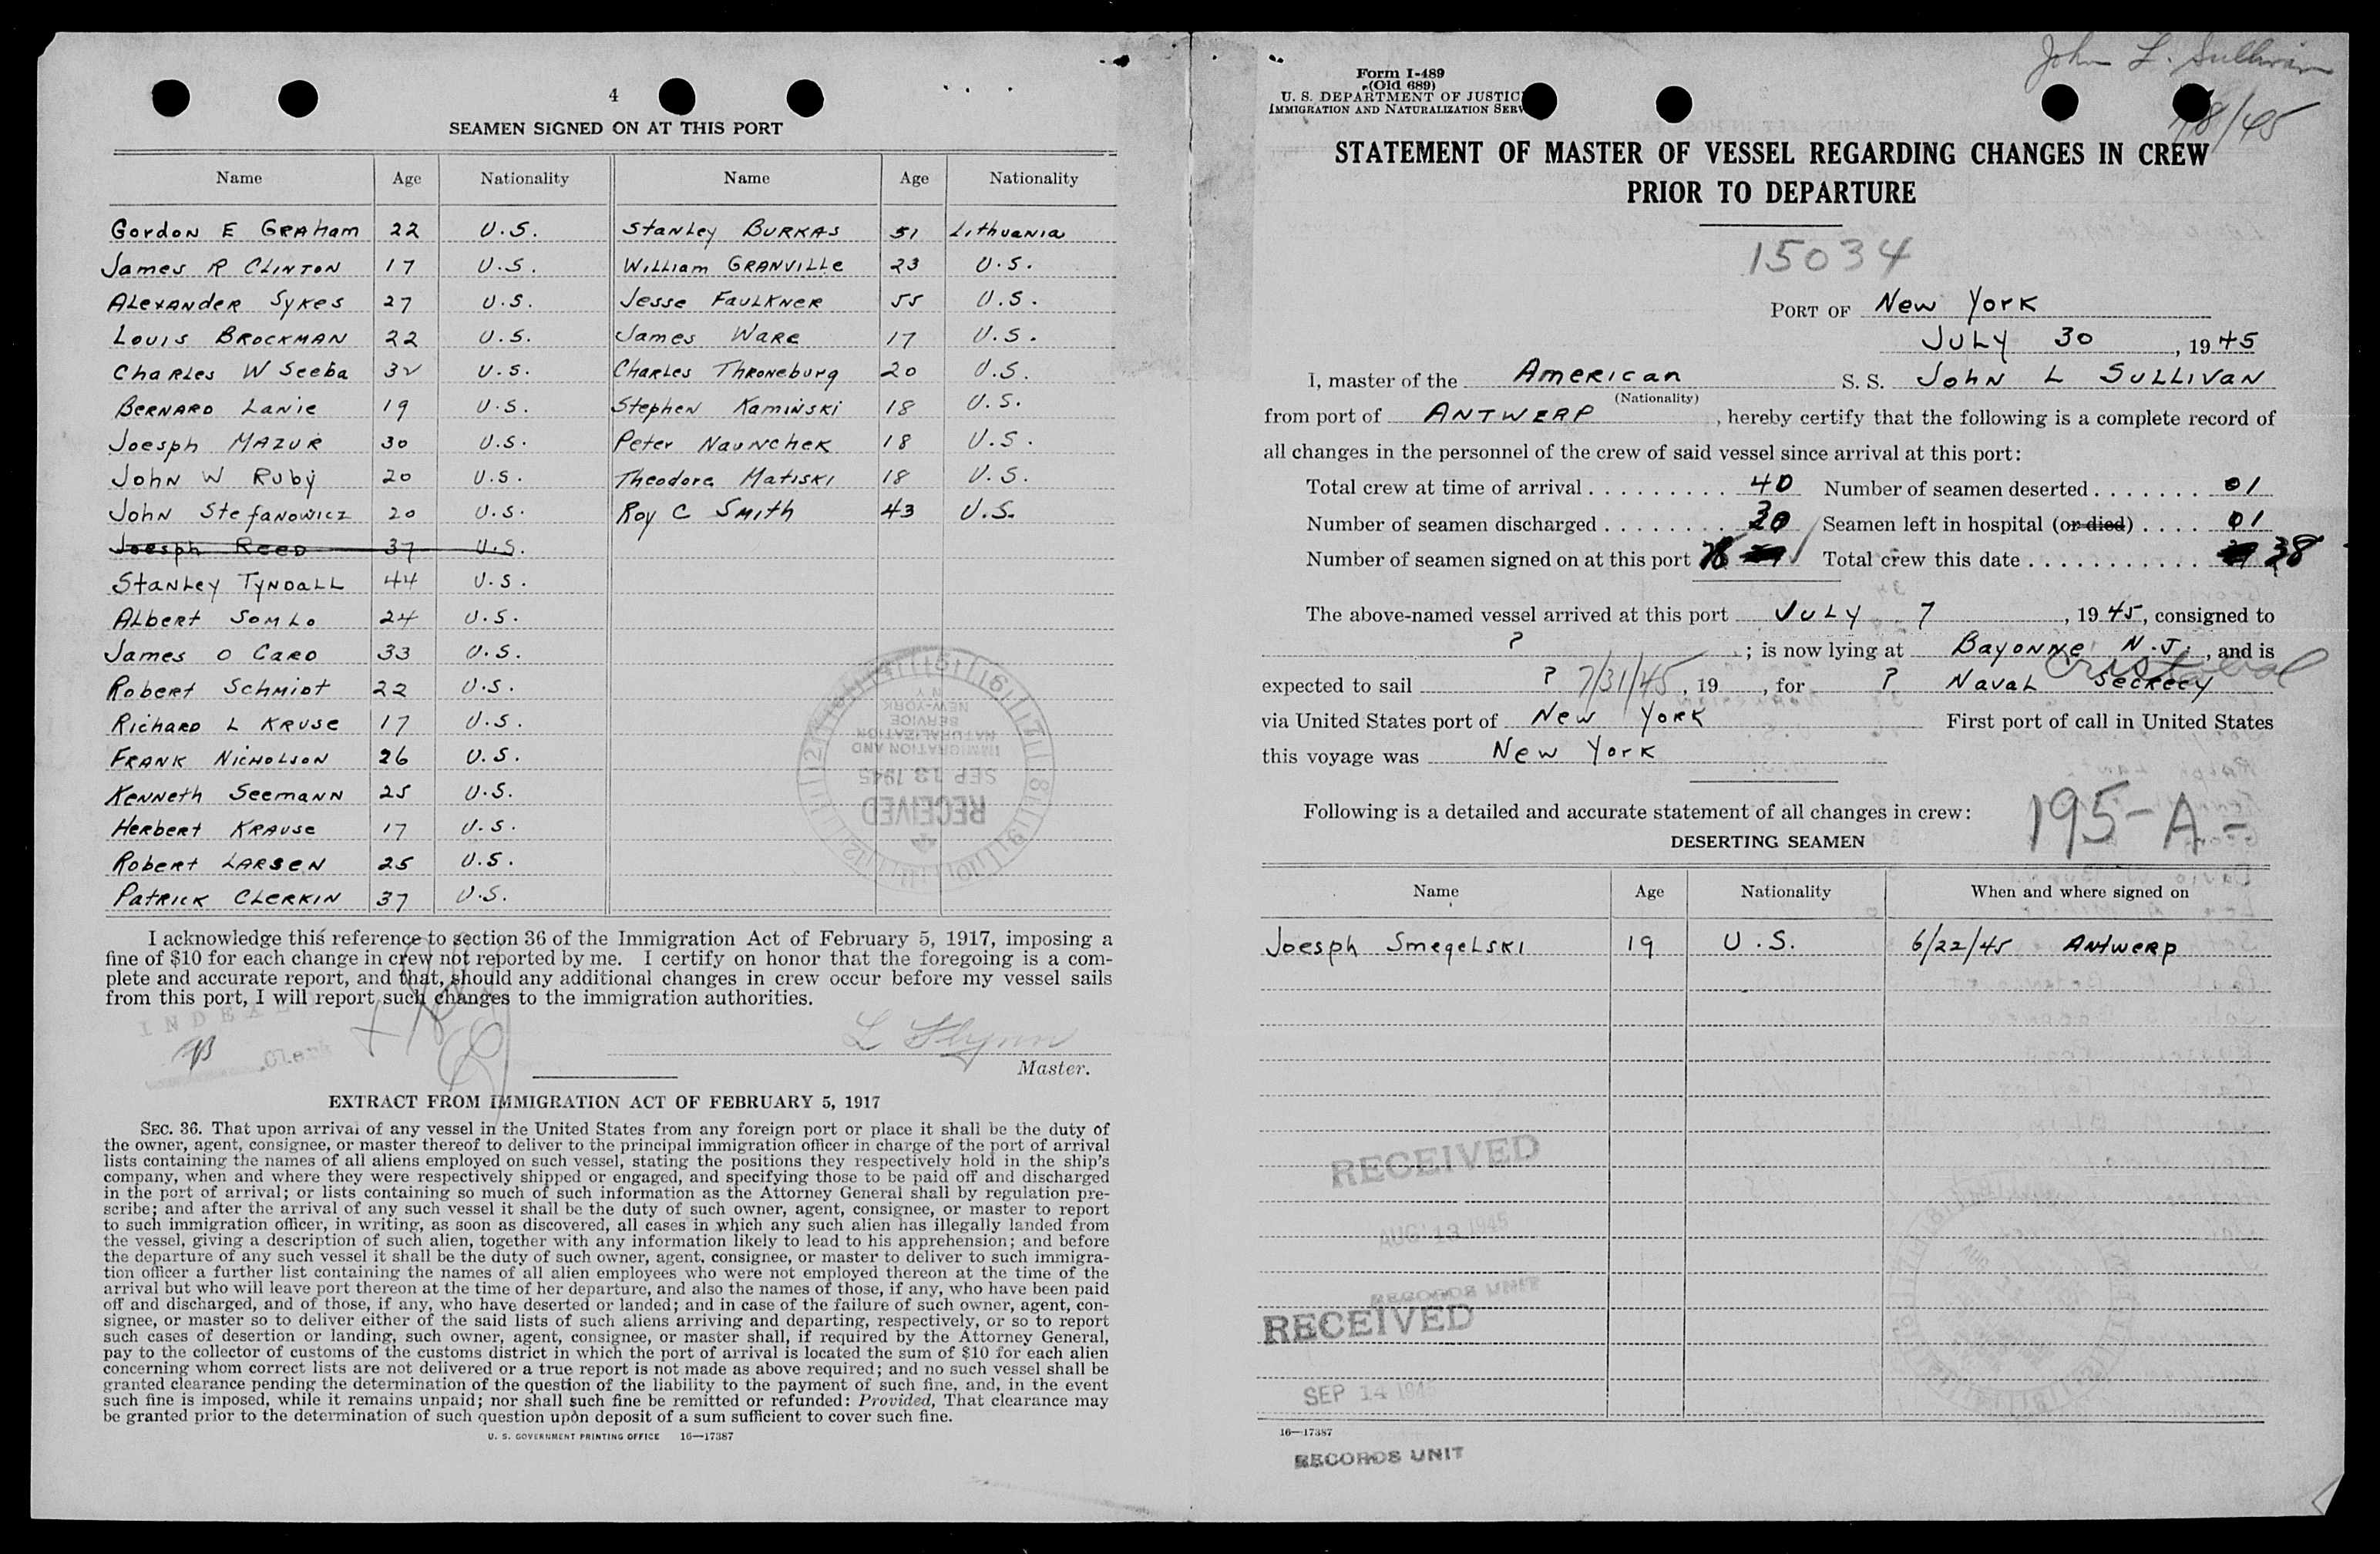 4
SEAMEN SIGNED ON AT THIS PORT
Name Age Nationality Name Age Nationality
Gordon E Graham 22 U.S. Stanley Burkas 51 Lithuania
James R Clinton 17 U.S. William Granville 23 U.S.
Alexander Sykes 27 U.S. Jesse Faulkner 55 U.S.
Louis Brockman 22 U.S. James Ware 17 U.S.
Charles W Seeba 32 U.S. Charles Throneburg 20 U.S.
Bernard Lanie 19 U.S. Stephen Kaminski 18 U.S.
Joesph Mazur 30 U.S. Peter Naunchek 18 U.S.
John W Ruby 20 U.S. Theodore Matiski 18 U.S.
John Stefanowicz 20 U.S. Roy C Smith 43 U.S.
Joesph Reed 37 U.S.
Stanley Tyndall 44 U.S.
Albert Somlo 24 U.S.
James O Caro 33 U.S.
Robert Schmidt 22 U.S.
Richard L Kruse 17 U.S.
Frank Nicholson 26 U.S.
Kenneth Seemann 25 U.S.
Herbert Krause 17 U.S.
Robert Larsen 25 U.S.
Patrick Clerkin 37 U.S.
RECEIVED
SEP 13 1945
IMMIGRATION AND
NATURALIZATION
SERVICE
NEW YORK
N Y
I acknowledge this reference to section 36 of the Immigration Act of February 5, 1917, imposing a
fine of $10 for each change in crew not reported by me. I certify on honor that the foregoing is a com-
plete and accurate report, and that, should any additional changes in crew occur before my vessel sails
from this port, I will report such changes to the immigration authorities.
INDEXED
Clerk
L Flynn
Master.
EXTRACT FROM IMMIGRATION ACT OF FEBRUARY 5, 1917
SEC. 36. That upon arrival of any vessel in the United States from any foreign port or place it shall be the duty of
the owner, agent, consignee, or master thereof to deliver to the principal immigration officer in charge of the port of arrival
lists containing the names of all aliens employed on such vessel, stating the positions they respectively hold in the ship's
company, when and where they were respectively shipped or engaged, and specifying those to be paid off and discharged
in the port of arrival; or lists containing so much of such information as the Attorney General shall by regulation pre-
scribe; and after the arrival of any such vessel it shall be the duty of such owner, agent, consignee, or master to report
to such immigration officer, in writing, as soon as discovered, all cases in which any such alien has illegally landed from
the vessel, giving a description of such alien, together with any information likely to lead to his apprehension; and before
the departure of any such vessel it shall be the duty of such owner, agent, consignee, or master to deliver to such immigra-
tion officer a further list containing the names of all alien employees who were not employed thereon at the time of the
arrival but who will leave port thereon at the time of her departure, and also the names of those, if any, who have been paid
off and discharged, and of those, if any, who have deserted or landed; and in case of the failure of such owner, agent, con-
signee, or master so to deliver either of the said lists of such aliens arriving and departing, respectively, or so to report
such cases of desertion or landing, such owner, agent, consignee, or master shall, if required by the Attorney General,
pay to the collector of customs of the customs district in which the port of arrival is located the sum of $10 for each alien
concerning whom correct lists are not delivered or a true report is not made as above required; and no such vessel shall be
granted clearance pending the determination of the question of the liability to the payment of such fine, and, in the event
such fine is imposed, while it remains unpaid; nor shall such fine be remitted or refunded: Provided, That clearance may
be granted prior to the determination of such question upon deposit of a sum sufficient to cover such fine.
U. S. GOVERNMENT PRINTING OFFICE 16—17387
John L. Sullivan
7/8/45
Form I-489
(Old 689)
U. S. DEPARTMENT OF JUSTIC
IMMIGRATION AND NATURALIZATION SERV
STATEMENT OF MASTER OF VESSEL REGARDING CHANGES IN CREW
PRIOR TO DEPARTURE
15034
PORT OF New York
July 30, 1945
I, master of the American S. S. John L Sullivan
(Nationality)
from port of Antwerp, hereby certify that the following is a complete record of
all changes in the personnel of the crew of said vessel since arrival at this port:
Total crew at time of arrival 40 Number of seamen deserted 01
Number of seamen discharged Seamen left in hospital (or died) 01
Number of seamen signed on at this port 28 Total crew this date 38
The above-named vessel arrived at this port July 7, 1945, consigned to
?; is now lying at Bayonne N.J., and is
Cristobal
expected to sail ? 7/31/45, 19 , for ? Naval Secrecy
via United States port of New York First port of call in United States
this voyage was New York
Following is a detailed and accurate statement of all changes in crew:
195-A-
DESERTING SEAMEN
Name Age Nationality When and where signed on
Joesph Smegelski 19 U.S. 6/22/45 Antwerp
RECEIVED
AUG 13 1945
RECORDS UNIT
RECEIVED
SEP 14 1945
16—17387
RECORDS UNIT